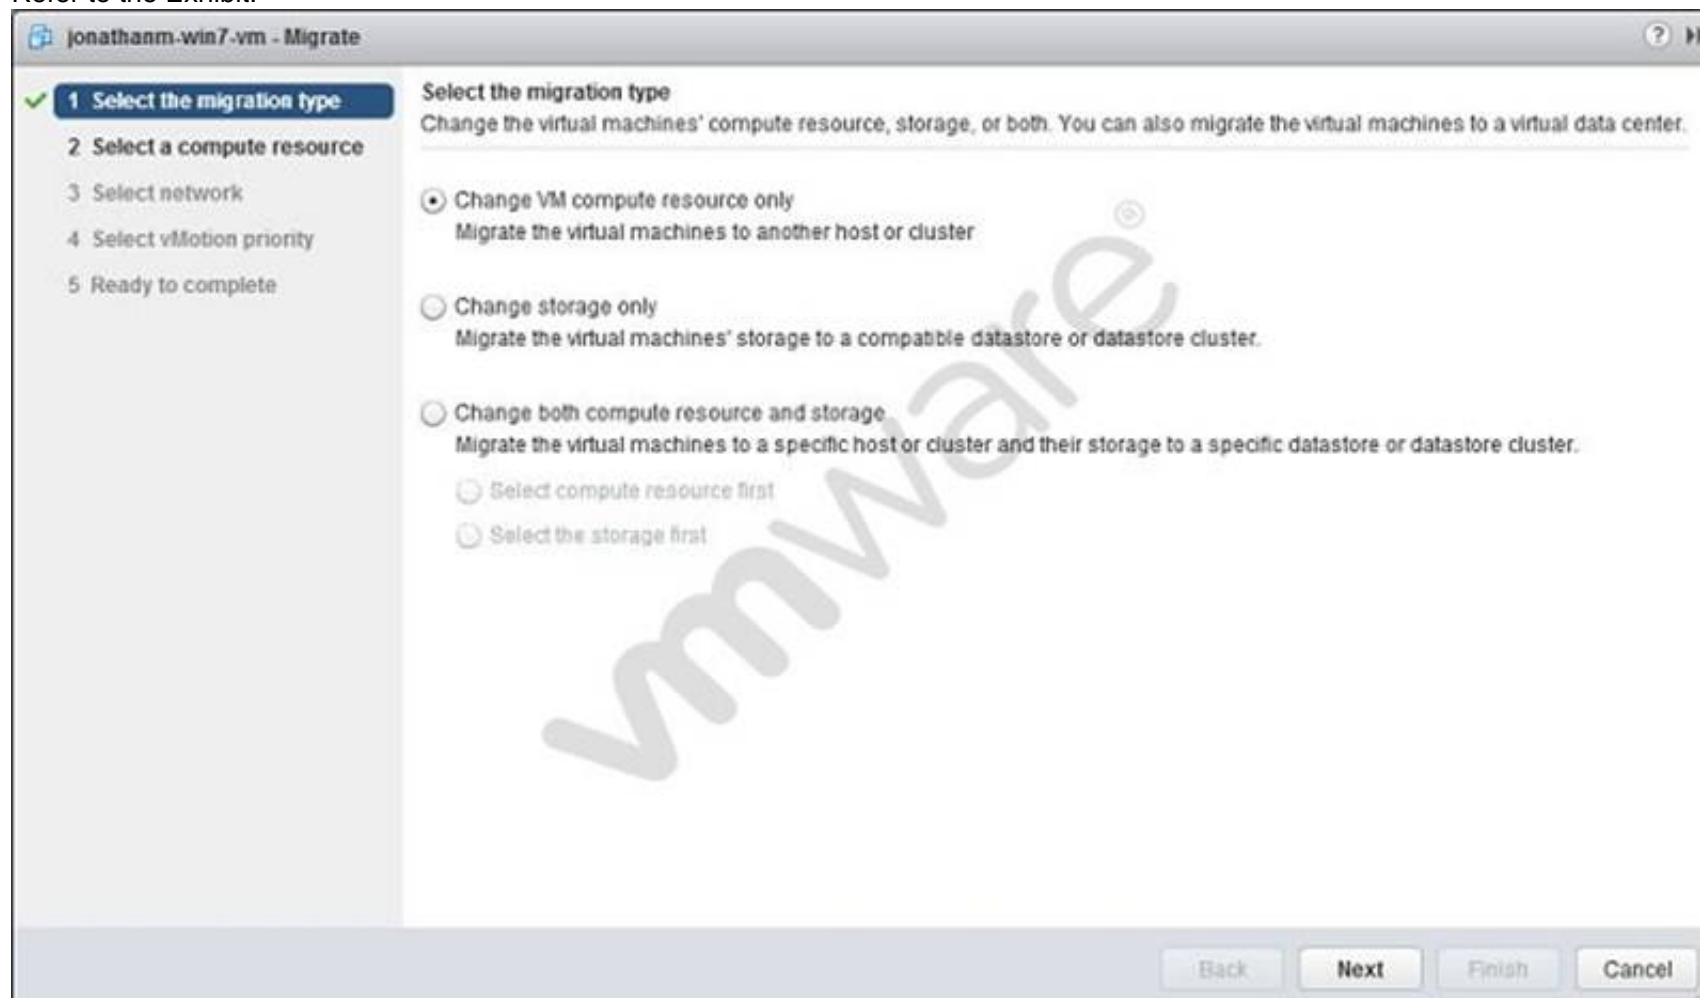 Refer to the Exhibit.
jonathanm-win7-vm - Migrate
1 Select the migration type
2 Select a compute resource
3 Select network
4 Select vMotion priority
5 Ready to complete
Select the migration type
Change the virtual machines' compute resource, storage, or both. You can also migrate the virtual machines to a virtual data center.
Change VM compute resource only
Migrate the virtual machines to another host or cluster
Change storage only
Migrate the virtual machines' storage to a compatible datastore or datastore cluster.
Change both compute resource and storage
Migrate the virtual machines to a specific host or cluster and their storage to a specific datastore or datastore cluster.
Select compute resource first
Select the storage first
vmware®
Back Next Finish Cancel